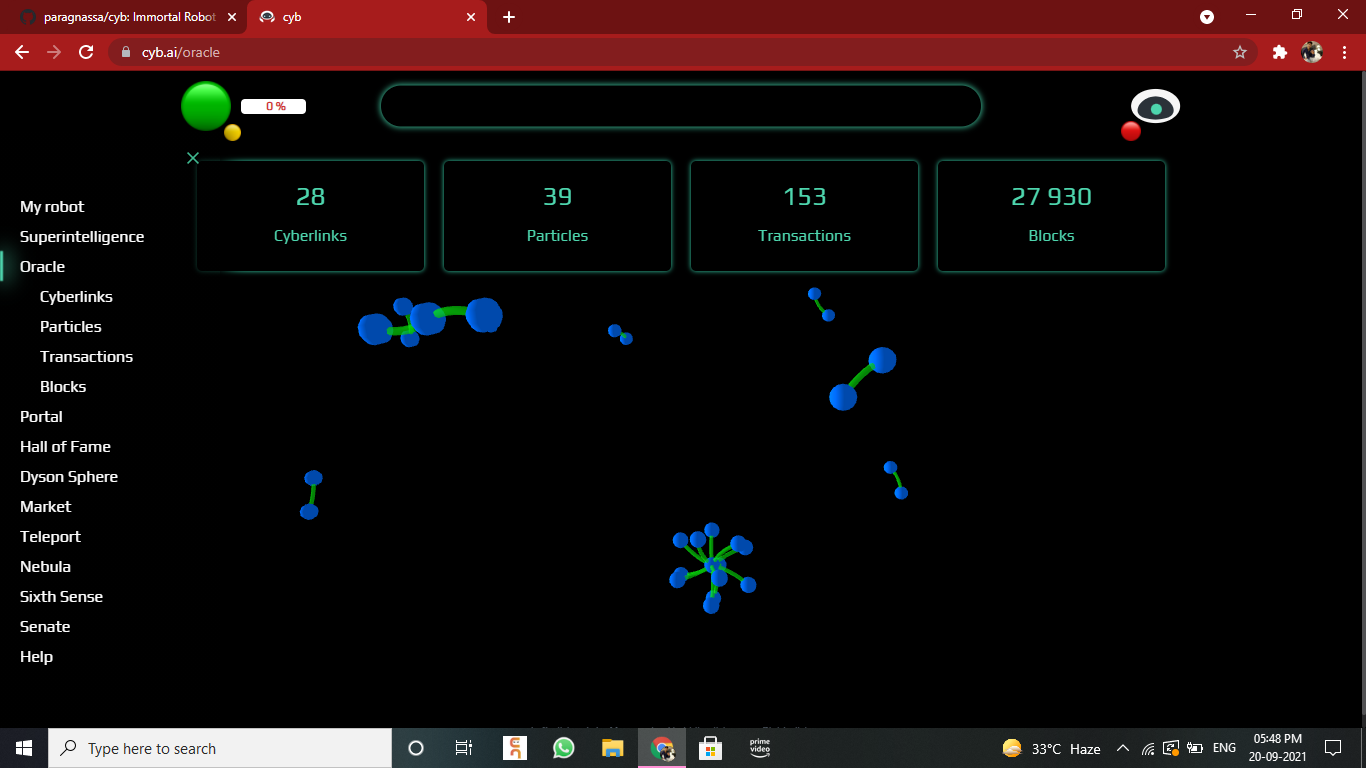 paragnassa/cyb: Immortal Robot
cyb
cyb.ai/oracle
0 %
28
Cyberlinks
39
Particles
153
Transactions
27 930
Blocks
My robot
Superintelligence
Oracle
Cyberlinks
Particles
Transactions
Blocks
Portal
Hall of Fame
Dyson Sphere
Market
Teleport
Nebula
Sixth Sense
Senate
Help
Type here to search
prime
video
33°C Haze
ENG
05:48 PM
20-09-2021